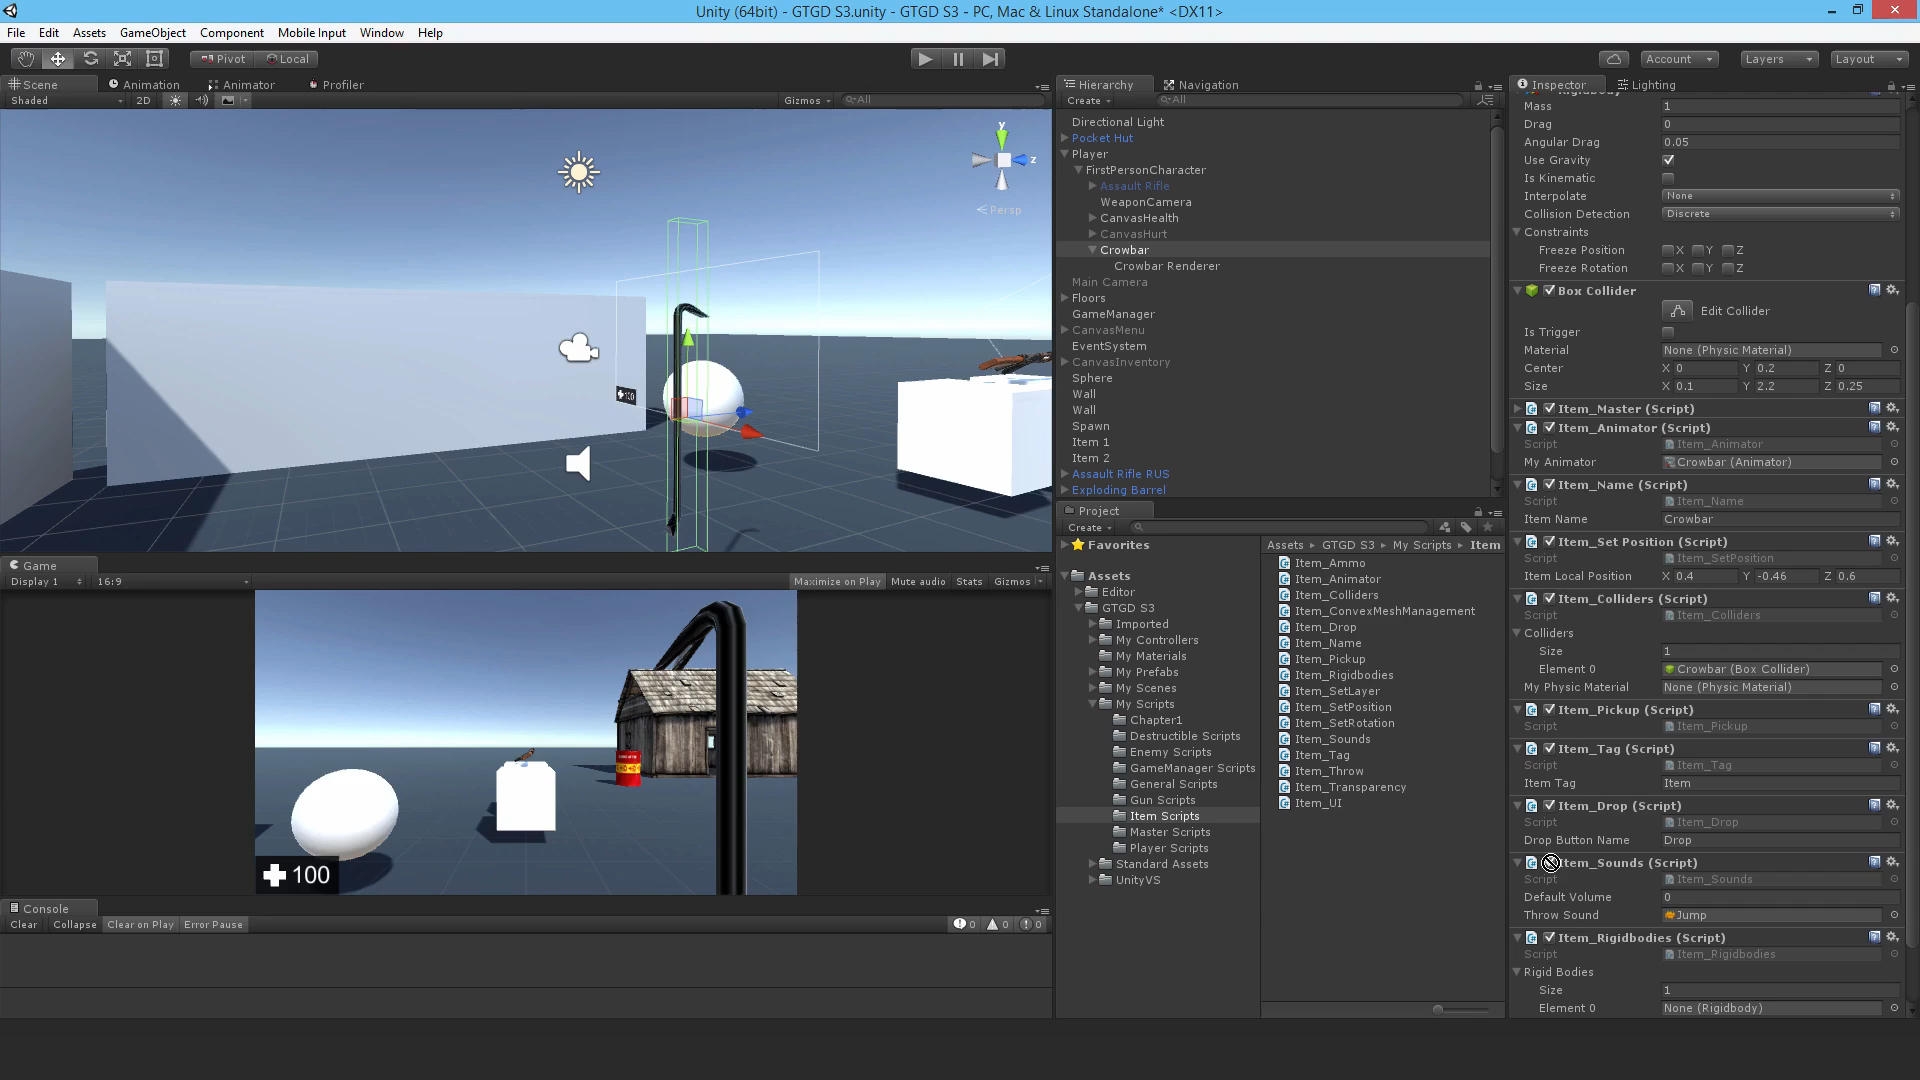 Unity (64bit) - GTGD S3.unity - GTGD S3 - PC, Mac & Linux Standalone* <DX11>
File Edit Assets GameObject Component Mobile Input Window Help
Pivot Local
Account Layers Layout
Scene Animation Animator Profiler
Shaded 2D Gizmos All
y
z
Persp
100
Game
Display 1 16:9 Maximize on Play Mute audio Stats Gizmos
100
Console
Clear Collapse Clear on Play Error Pause 0 0 0
Hierarchy Navigation
Create All
Directional Light
Pocket Hut
Player
FirstPersonCharacter
Assault Rifle
WeaponCamera
CanvasHealth
CanvasHurt
Crowbar
Crowbar Renderer
Main Camera
Floors
GameManager
CanvasMenu
EventSystem
CanvasInventory
Sphere
Wall
Wall
Spawn
Item 1
Item 2
Assault Rifle RUS
Exploding Barrel
Project
Create
Favorites
Assets
Editor
GTGD S3
Imported
My Controllers
My Materials
My Prefabs
My Scenes
My Scripts
Chapter1
Destructible Scripts
Enemy Scripts
GameManager Scripts
General Scripts
Gun Scripts
Item Scripts
Master Scripts
Player Scripts
Standard Assets
UnityVS
Assets GTGD S3 My Scripts Item
Item_Ammo
Item_Animator
Item_Colliders
Item_ConvexMeshManagement
Item_Drop
Item_Name
Item_Pickup
Item_Rigidbodies
Item_SetLayer
Item_SetPosition
Item_SetRotation
Item_Sounds
Item_Tag
Item_Throw
Item_Transparency
Item_UI
Inspector Lighting
Mass 1
Drag 0
Angular Drag 0.05
Use Gravity
Is Kinematic
Interpolate None
Collision Detection Discrete
Constraints
Freeze Position X Y Z
Freeze Rotation X Y Z
Box Collider
Edit Collider
Is Trigger
Material None (Physic Material)
Center X 0 Y 0.2 Z 0
Size X 0.1 Y 2.2 Z 0.25
Item_Master (Script)
Item_Animator (Script)
Script Item_Animator
My Animator Crowbar (Animator)
Item_Name (Script)
Script Item_Name
Item Name Crowbar
Item_Set Position (Script)
Script Item_SetPosition
Item Local Position X 0.4 Y -0.46 Z 0.6
Item_Colliders (Script)
Script Item_Colliders
Colliders
Size 1
Element 0 Crowbar (Box Collider)
My Physic Material None (Physic Material)
Item_Pickup (Script)
Script Item_Pickup
Item_Tag (Script)
Script Item_Tag
Item Tag Item
Item_Drop (Script)
Script Item_Drop
Drop Button Name Drop
Item_Sounds (Script)
Script Item_Sounds
Default Volume 0
Throw Sound Jump
Item_Rigidbodies (Script)
Script Item_Rigidbodies
Rigid Bodies
Size 1
Element 0 None (Rigidbody)